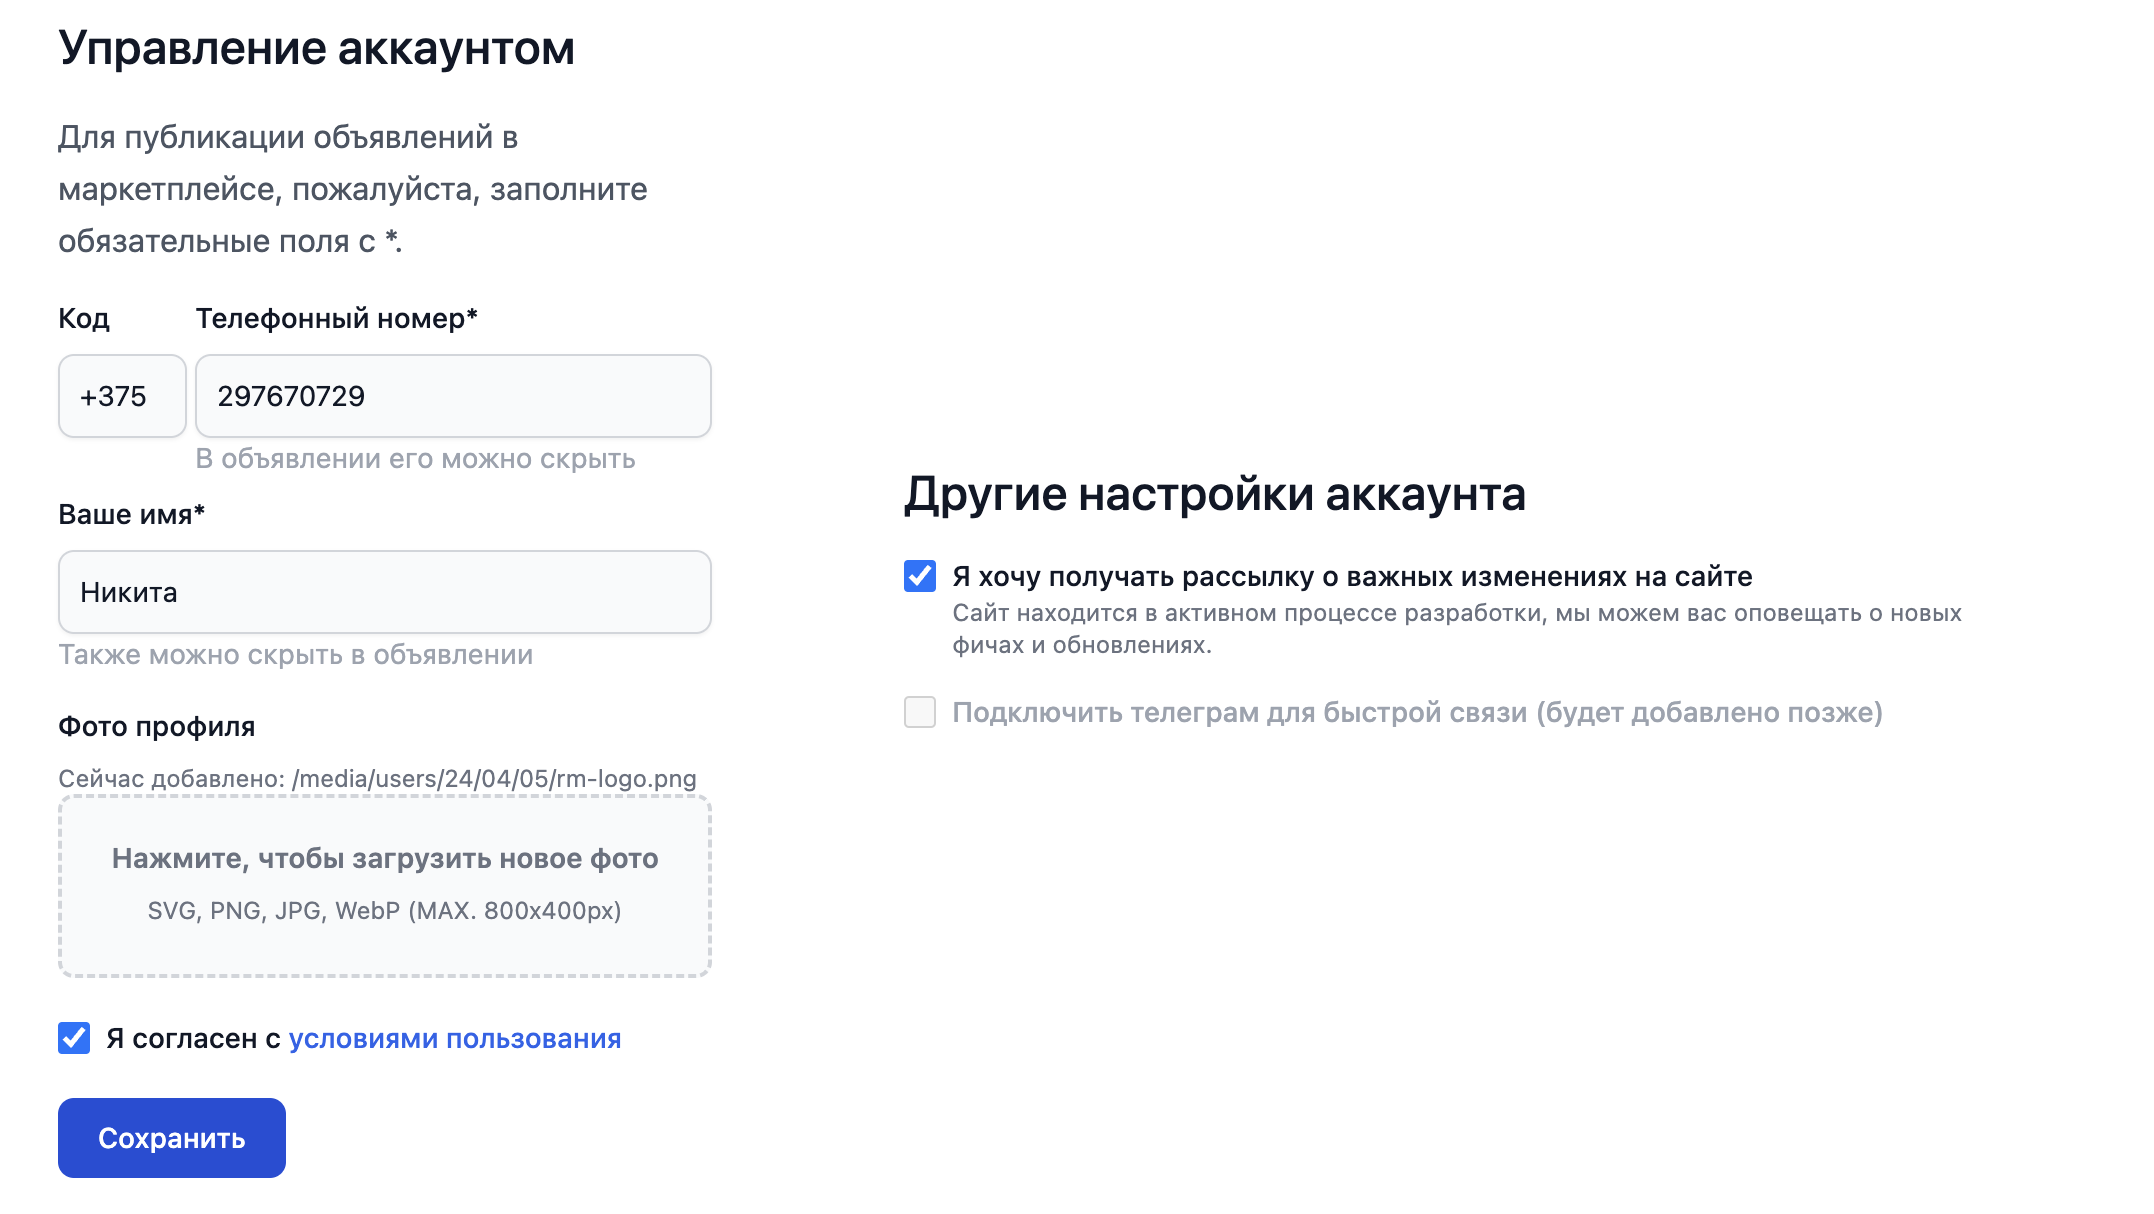 Управление аккаунтом
Для публикации объявлений в
маркетплейсе, пожалуйста, заполните
обязательные поля с *.
Код
Телефонный номер*
+375
297670729
В объявлении его можно скрыть
Ваше имя*
Никита
Также можно скрыть в объявлении
Фото профиля
Сейчас добавлено: /media/users/24/04/05/rm-logo.png
Нажмите, чтобы загрузить новое фото
SVG, PNG, JPG, WebP (MAX. 800x400px)
Я согласен с условиями пользования
Сохранить
Другие настройки аккаунта
Я хочу получать рассылку о важных изменениях на сайте
Сайт находится в активном процессе разработки, мы можем вас оповещать о новых
фичах и обновлениях.
Подключить телеграм для быстрой связи (будет добавлено позже)